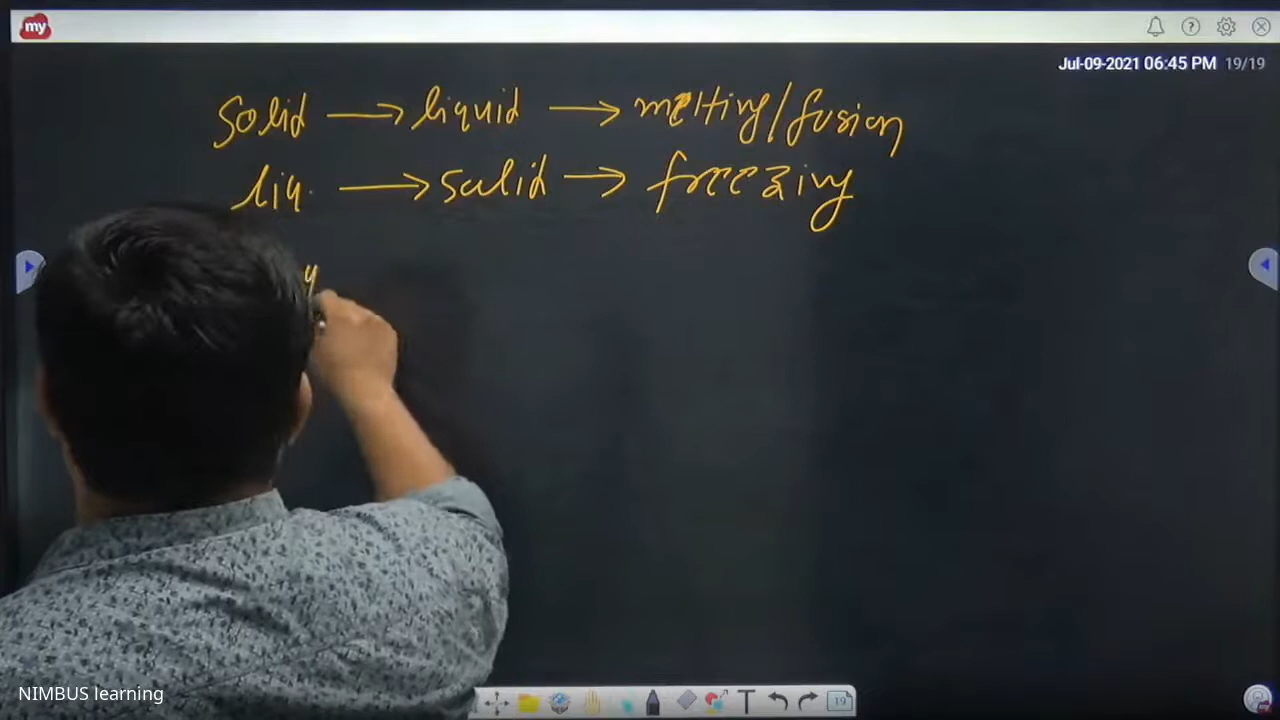 my
Jul-09-2021 06:45 PM 19/19
solid → liquid → melting/fusion
liq. → solid → freezing
y
T
19
NIMBUS learning